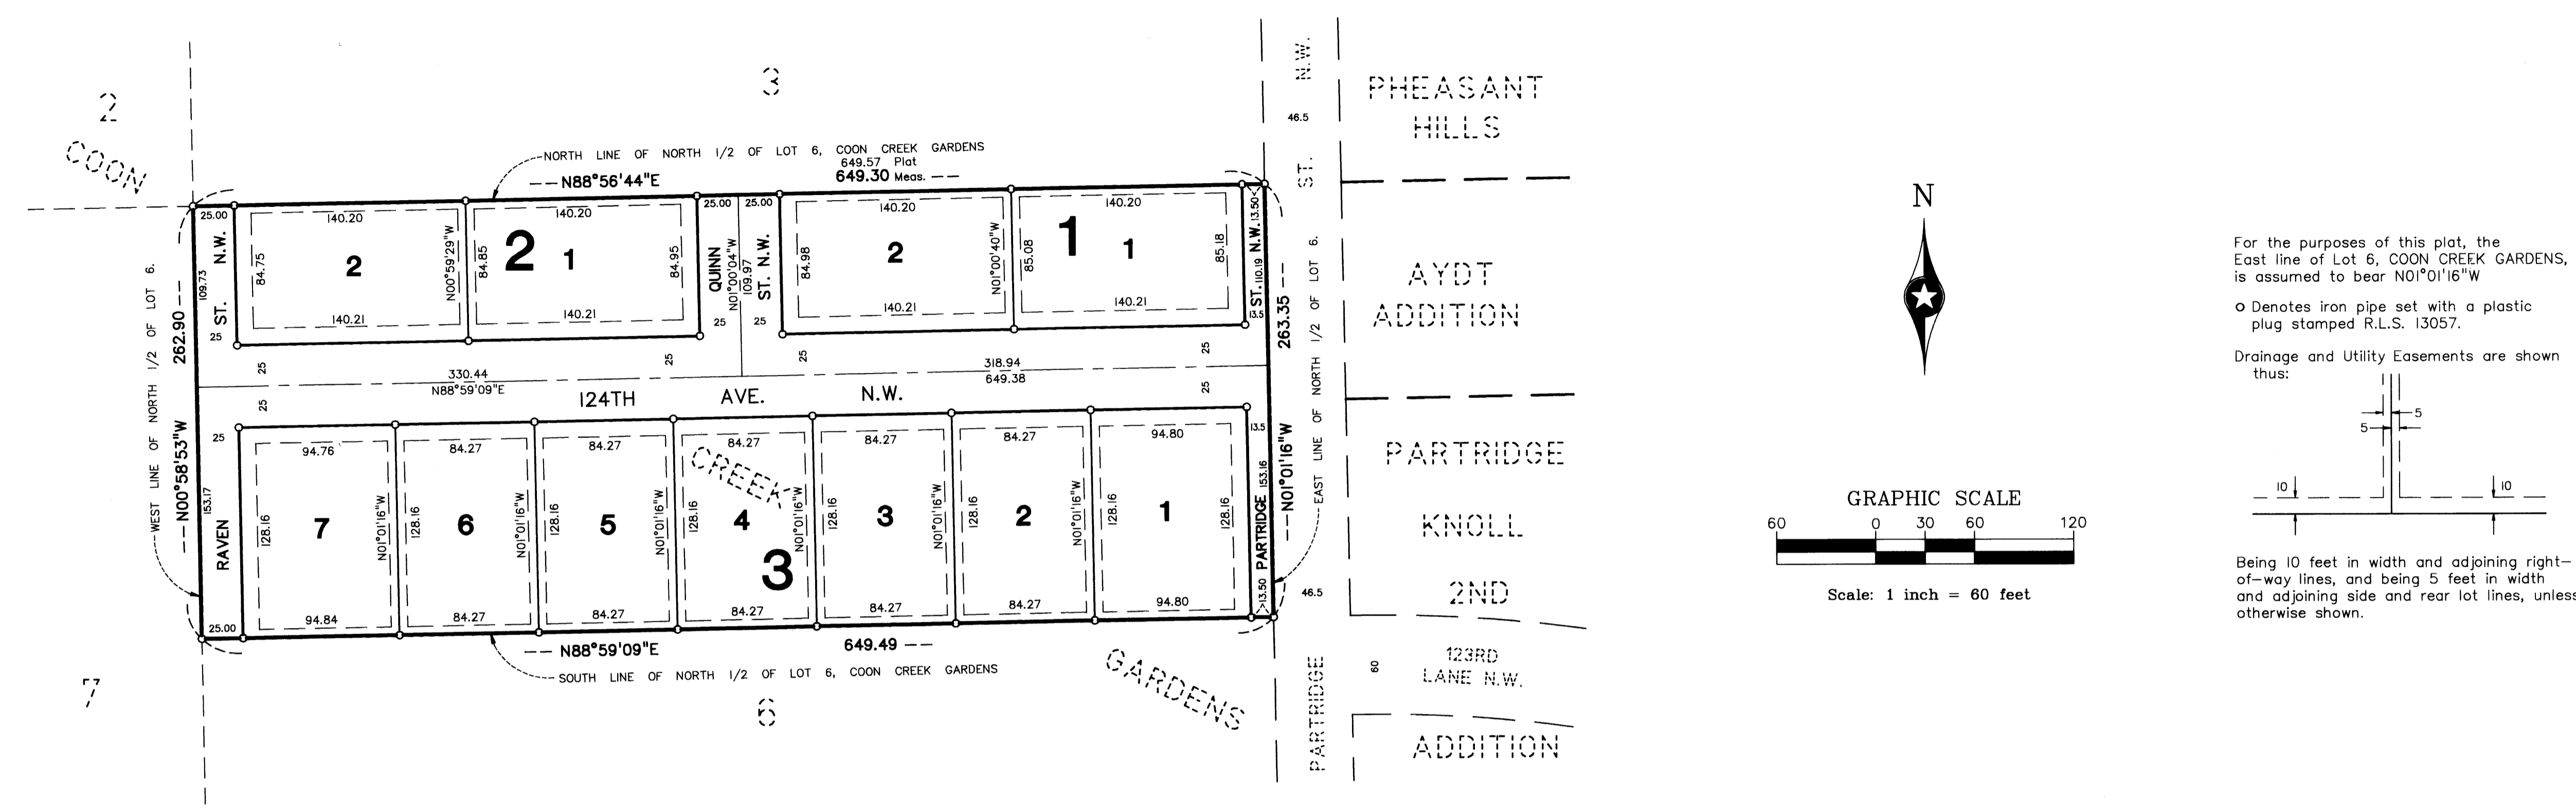 2
COON
3
NORTH LINE OF NORTH 1/2 OF LOT 6, COON CREEK GARDENS
649.57 Plat
N88°56'44"E
649.30 Meas.
25.00
140.20
140.20
25.00
25.00
140.20
140.20
13.50
ST. N.W.
109.73
84.75
2
N00°59'29"W
84.85
2
1
84.95
QUINN
N01°00'04"W
109.97
ST. N.W.
84.98
2
N01°00'40"W
85.08
1
1
85.18
ST. N.W.
110.19
140.21
140.21
140.21
140.21
13.5
25
25
25
WEST LINE OF NORTH 1/2 OF LOT 6.
262.90
N00°58'53"W
263.35
N01°01'16"W
EAST LINE OF NORTH 1/2 OF LOT 6.
25
25
25
25
330.44
318.94
N88°59'09"E
649.38
124TH AVE. N.W.
25
25
25
13.5
94.76
84.27
84.27
84.27
84.27
84.27
94.80
CREEK
153.17
RAVEN
128.16
7
N01°01'16"W
128.16
6
N01°01'16"W
128.16
5
N01°01'16"W
128.16
4
N01°01'16"W
128.16
3
N01°01'16"W
128.16
2
N01°01'16"W
128.16
1
128.16
153.16
PARTRIDGE
3
25.00
94.84
84.27
84.27
84.27
84.27
84.27
94.80
13.50
N88°59'09"E
649.49
SOUTH LINE OF NORTH 1/2 OF LOT 6, COON CREEK GARDENS
7
6
GARDENS
N.W.
46.5
ST.
46.5
PARTRIDGE
PHEASANT
HILLS
AYDT
ADDITION
PARTRIDGE
KNOLL
2ND
60
123RD
LANE N.W.
ADDITION
N
GRAPHIC SCALE
60 0 30 60 120
Scale: 1 inch = 60 feet
For the purposes of this plat, the
East line of Lot 6, COON CREEK GARDENS,
is assumed to bear N01°01'16"W
o Denotes iron pipe set with a plastic
plug stamped R.L.S. 13057.
Drainage and Utility Easements are shown
thus:
5
5
10
10
Being 10 feet in width and adjoining right-
of-way lines, and being 5 feet in width
and adjoining side and rear lot lines, unless
otherwise shown.